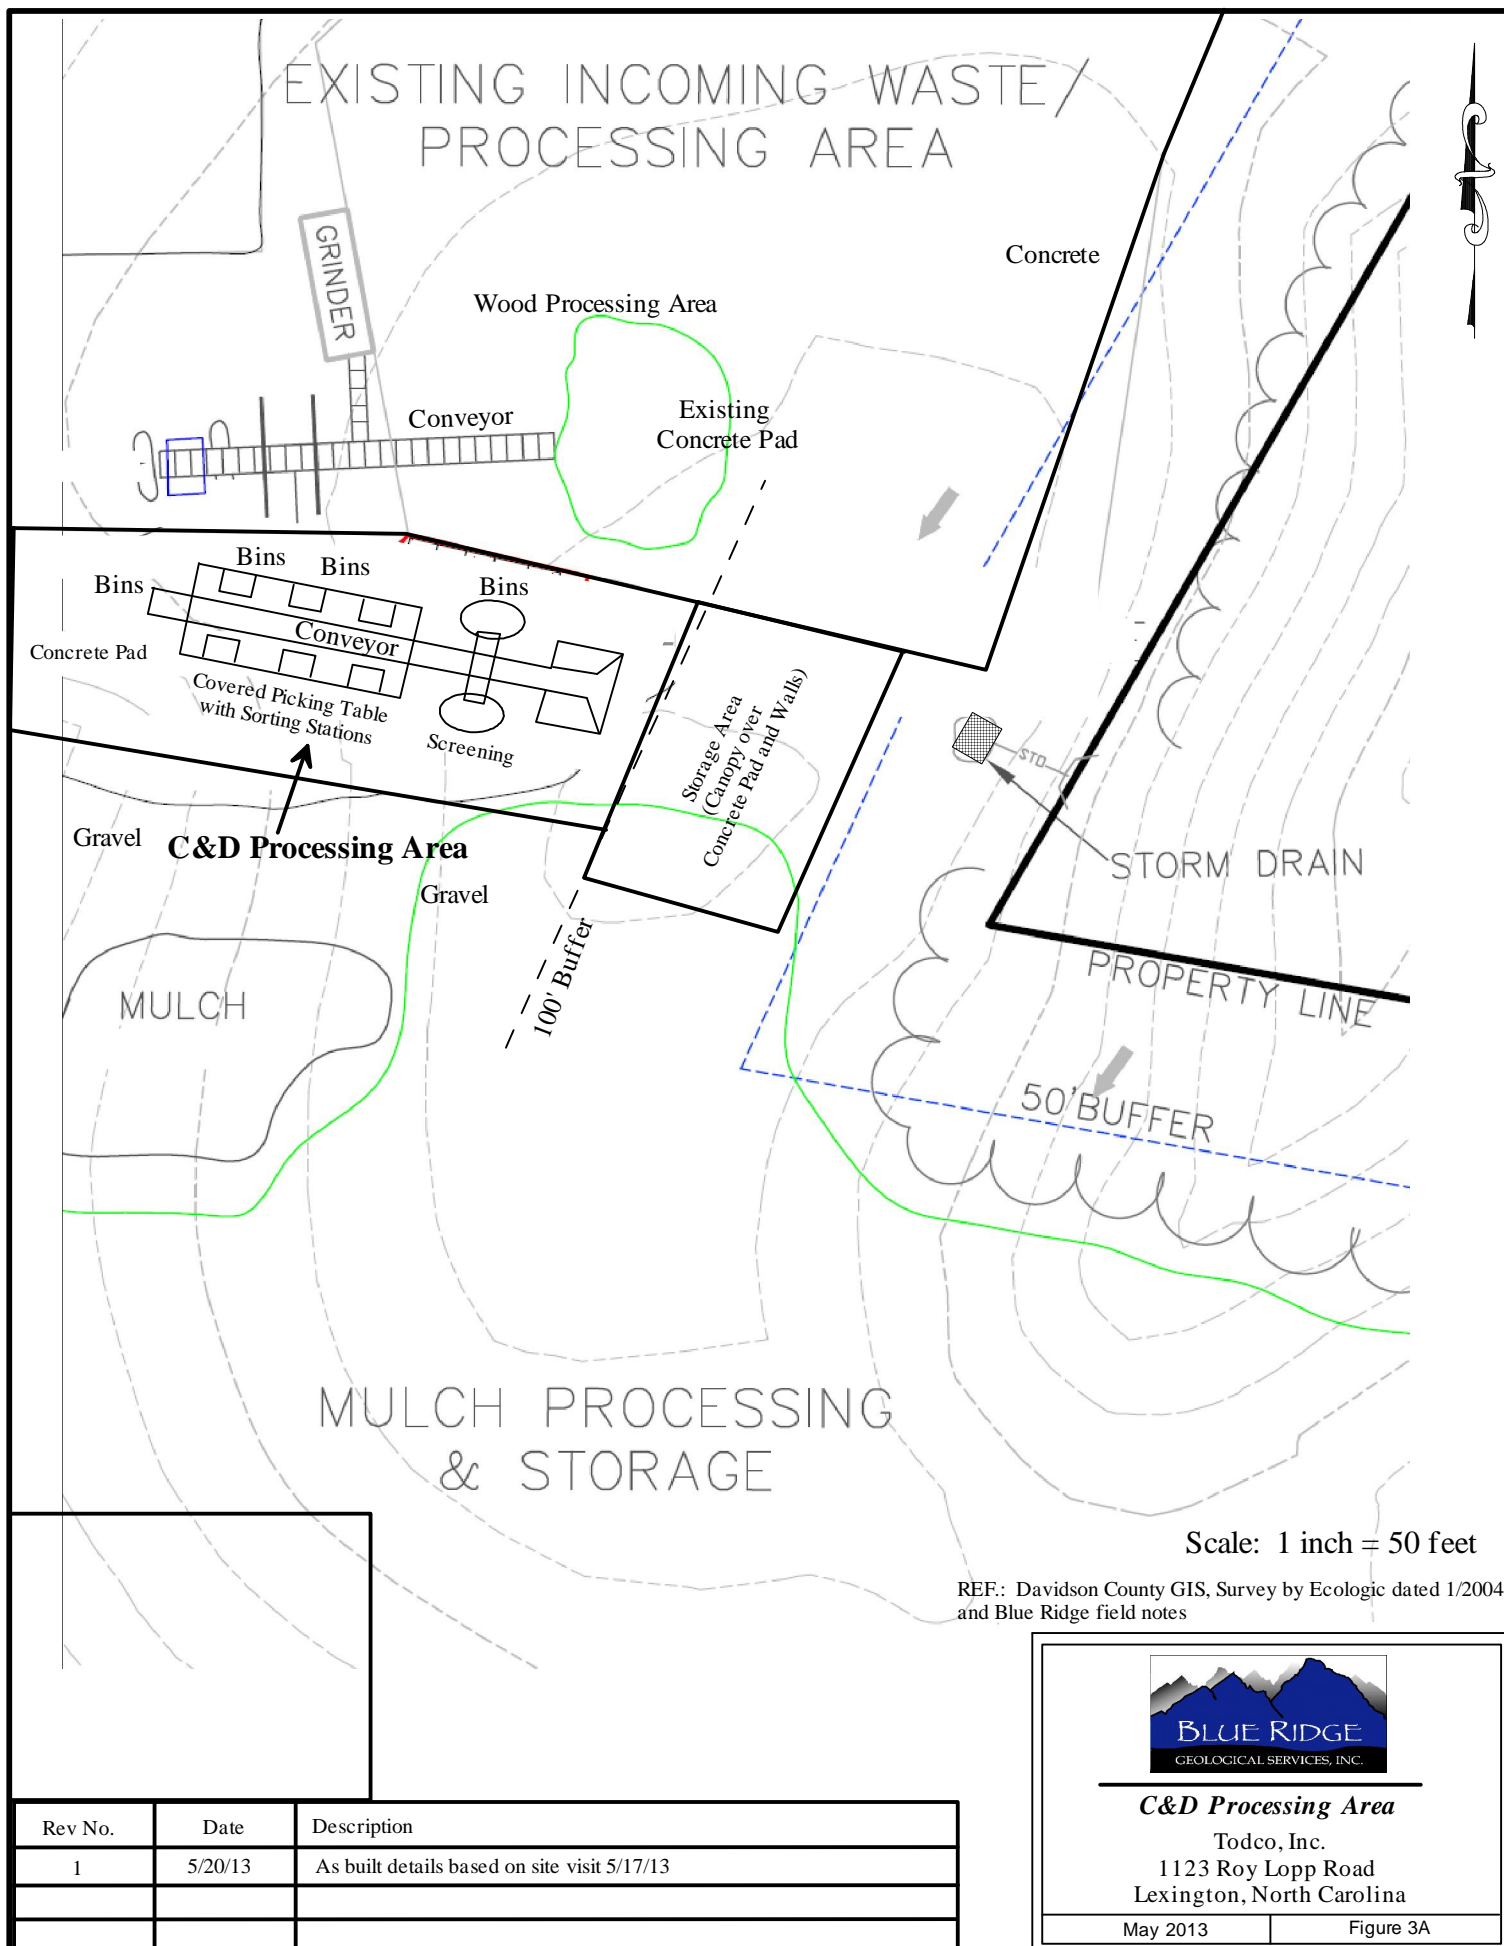 EXISTING INCOMING WASTE/
PROCESSING AREA
Concrete
GRINDER
Wood Processing Area
Existing
Concrete Pad
Conveyor
Bins
Bins
Bins
Bins
Conveyor
Concrete Pad
Covered Picking Table
with Sorting Stations
Screening
Storage Area
(Canopy over
Concrete Pad and Walls)
STD
STORM DRAIN
Gravel
C&D Processing Area
Gravel
100' Buffer
MULCH
PROPERTY LINE
50'BUFFER
MULCH PROCESSING
& STORAGE
Scale: 1 inch = 50 feet
REF.: Davidson County GIS, Survey by Ecologic dated 1/2004
and Blue Ridge field notes
BLUE RIDGE
GEOLOGICAL SERVICES, INC.
C&D Processing Area
Todco, Inc.
1123 Roy Lopp Road
Lexington, North Carolina
May 2013 Figure 3A
Rev No. Date Description
1 5/20/13 As built details based on site visit 5/17/13